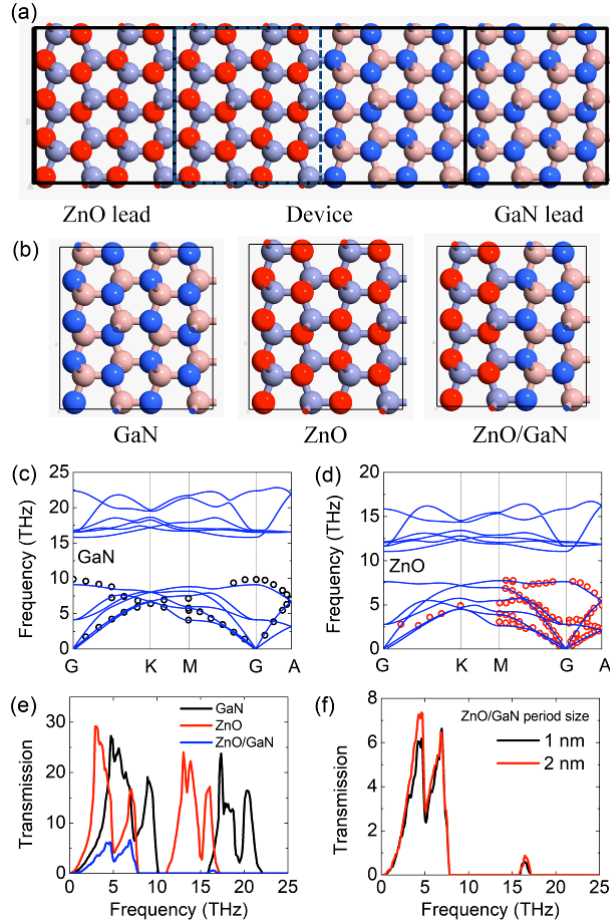 (a)
ZnO lead Device GaN lead
(b)
GaN ZnO ZnO/GaN
(c)
Frequency (THz)
25
20
15
10
5
0
GaN
G K M G A
(d)
Frequency (THz)
20
15
10
5
0
ZnO
G K M G A
(e)
Transmission
30
20
10
0
GaN
ZnO
ZnO/GaN
0 5 10 15 20 25
Frequency (THz)
(f)
Transmission
8
6
4
2
0
ZnO/GaN period size
1 nm
2 nm
0 5 10 15 20 25
Frequency (THz)